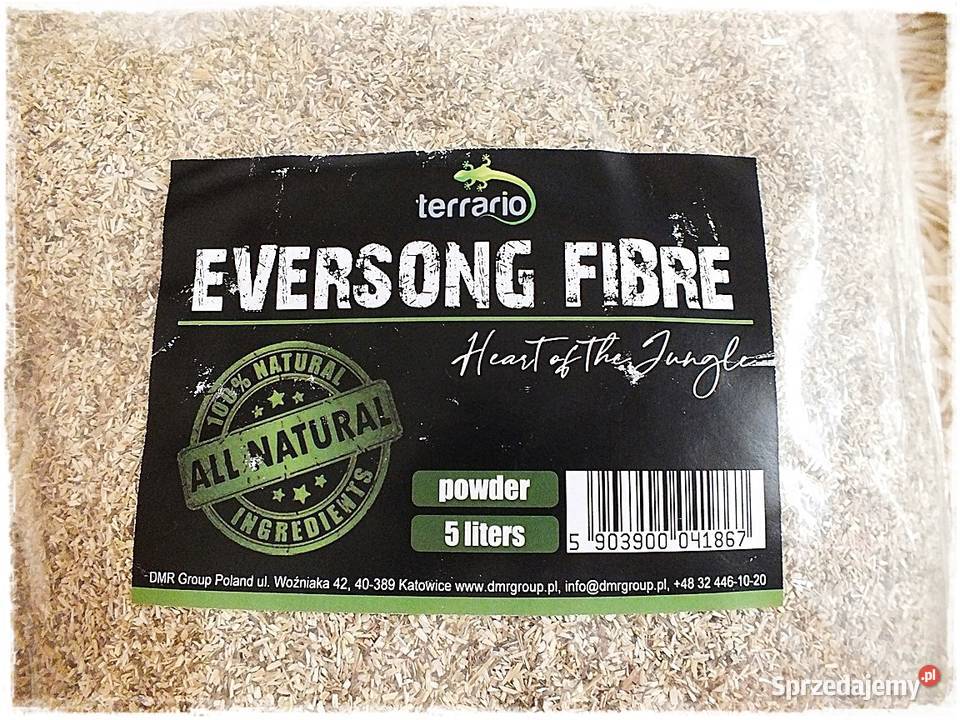 terrario
EVERSONG FIBRE
Heart of the Jungle
100% NATURAL
ALL NATURAL
INGREDIENTS
powder
5 liters
5 903900 041867
DMR Group Poland ul. Woźniaka 42, 40-389 Katowice www.dmrgroup.pl, info@dmrgroup.pl, +48 32 446-10-20
Sprzedajemy.pl